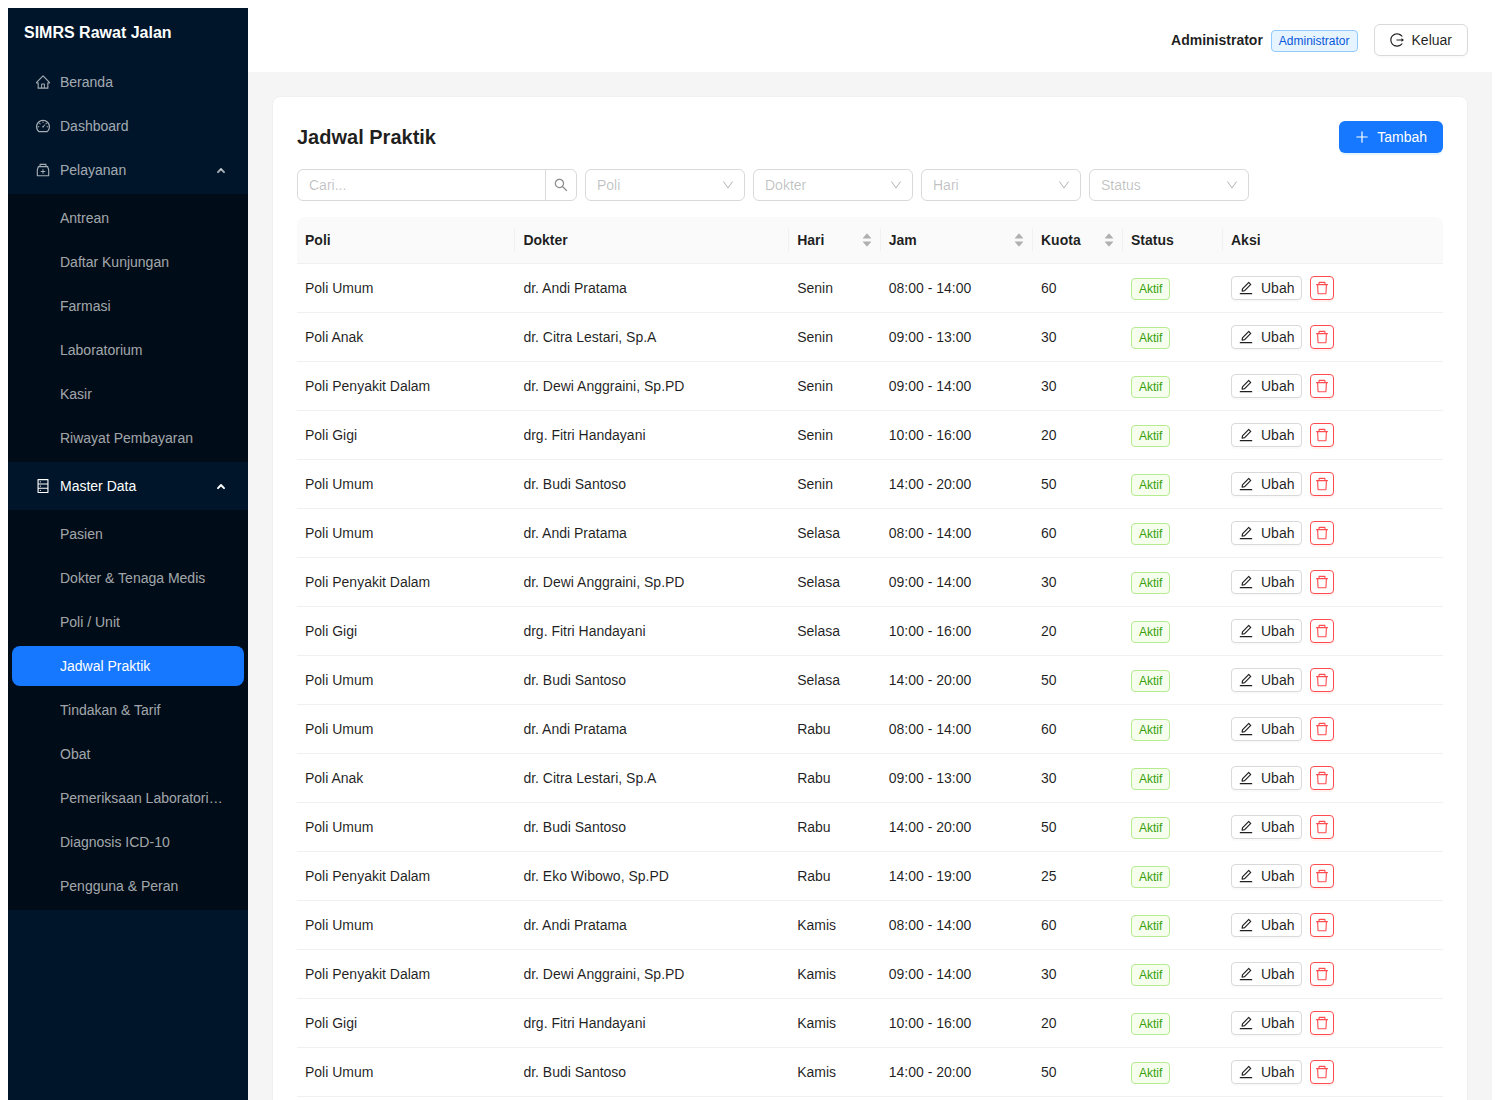 SIMRS Rawat Jalan
Beranda
Dashboard
Pelayanan
Antrean
Daftar Kunjungan
Farmasi
Laboratorium
Kasir
Riwayat Pembayaran
Master Data
Pasien
Dokter & Tenaga Medis
Poli / Unit
Jadwal Praktik
Tindakan & Tarif
Obat
Pemeriksaan Laboratori…
Diagnosis ICD-10
Pengguna & Peran
Administrator Administrator Keluar
Jadwal Praktik Tambah
Cari... Poli Dokter Hari Status
Poli Dokter Hari Jam Kuota Status Aksi
Poli Umum dr. Andi Pratama Senin 08:00 - 14:00 60 Aktif Ubah
Poli Anak dr. Citra Lestari, Sp.A Senin 09:00 - 13:00 30 Aktif Ubah
Poli Penyakit Dalam dr. Dewi Anggraini, Sp.PD Senin 09:00 - 14:00 30 Aktif Ubah
Poli Gigi drg. Fitri Handayani Senin 10:00 - 16:00 20 Aktif Ubah
Poli Umum dr. Budi Santoso Senin 14:00 - 20:00 50 Aktif Ubah
Poli Umum dr. Andi Pratama Selasa 08:00 - 14:00 60 Aktif Ubah
Poli Penyakit Dalam dr. Dewi Anggraini, Sp.PD Selasa 09:00 - 14:00 30 Aktif Ubah
Poli Gigi drg. Fitri Handayani Selasa 10:00 - 16:00 20 Aktif Ubah
Poli Umum dr. Budi Santoso Selasa 14:00 - 20:00 50 Aktif Ubah
Poli Umum dr. Andi Pratama Rabu 08:00 - 14:00 60 Aktif Ubah
Poli Anak dr. Citra Lestari, Sp.A Rabu 09:00 - 13:00 30 Aktif Ubah
Poli Umum dr. Budi Santoso Rabu 14:00 - 20:00 50 Aktif Ubah
Poli Penyakit Dalam dr. Eko Wibowo, Sp.PD Rabu 14:00 - 19:00 25 Aktif Ubah
Poli Umum dr. Andi Pratama Kamis 08:00 - 14:00 60 Aktif Ubah
Poli Penyakit Dalam dr. Dewi Anggraini, Sp.PD Kamis 09:00 - 14:00 30 Aktif Ubah
Poli Gigi drg. Fitri Handayani Kamis 10:00 - 16:00 20 Aktif Ubah
Poli Umum dr. Budi Santoso Kamis 14:00 - 20:00 50 Aktif Ubah